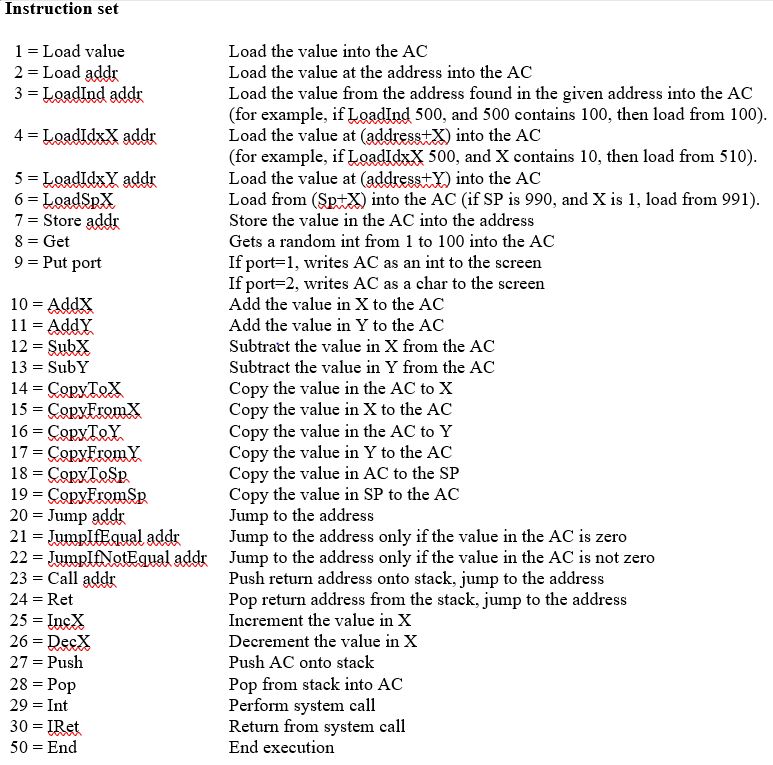 Instruction set
1 = Load value Load the value into the AC
2 = Load addr Load the value at the address into the AC
3 = LoadInd addr Load the value from the address found in the given address into the AC
(for example, if LoadInd 500, and 500 contains 100, then load from 100).
4 = LoadIdxX addr Load the value at (address+X) into the AC
(for example, if LoadIdxX 500, and X contains 10, then load from 510).
5 = LoadIdxY addr Load the value at (address+Y) into the AC
6 = LoadSpX Load from (Sp+X) into the AC (if SP is 990, and X is 1, load from 991).
7 = Store addr Store the value in the AC into the address
8 = Get Gets a random int from 1 to 100 into the AC
9 = Put port If port=1, writes AC as an int to the screen
If port=2, writes AC as a char to the screen
10 = AddX Add the value in X to the AC
11 = AddY Add the value in Y to the AC
12 = SubX Subtract the value in X from the AC
13 = SubY Subtract the value in Y from the AC
14 = CopyToX Copy the value in the AC to X
15 = CopyFromX Copy the value in X to the AC
16 = CopyToY Copy the value in the AC to Y
17 = CopyFromY Copy the value in Y to the AC
18 = CopyToSp Copy the value in AC to the SP
19 = CopyFromSp Copy the value in SP to the AC
20 = Jump addr Jump to the address
21 = JumpIfEqual addr Jump to the address only if the value in the AC is zero
22 = JumpIfNotEqual addr Jump to the address only if the value in the AC is not zero
23 = Call addr Push return address onto stack, jump to the address
24 = Ret Pop return address from the stack, jump to the address
25 = IncX Increment the value in X
26 = DecX Decrement the value in X
27 = Push Push AC onto stack
28 = Pop Pop from stack into AC
29 = Int Perform system call
30 = IRet Return from system call
50 = End End execution